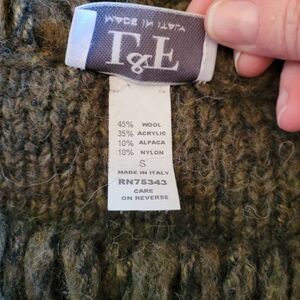 MADE IN ITALY
F&E
45% WOOL
35% ACRYLIC
10% ALPACA
10% NYLON
S
MADE IN ITALY
RN75343
CARE
ON REVERSE